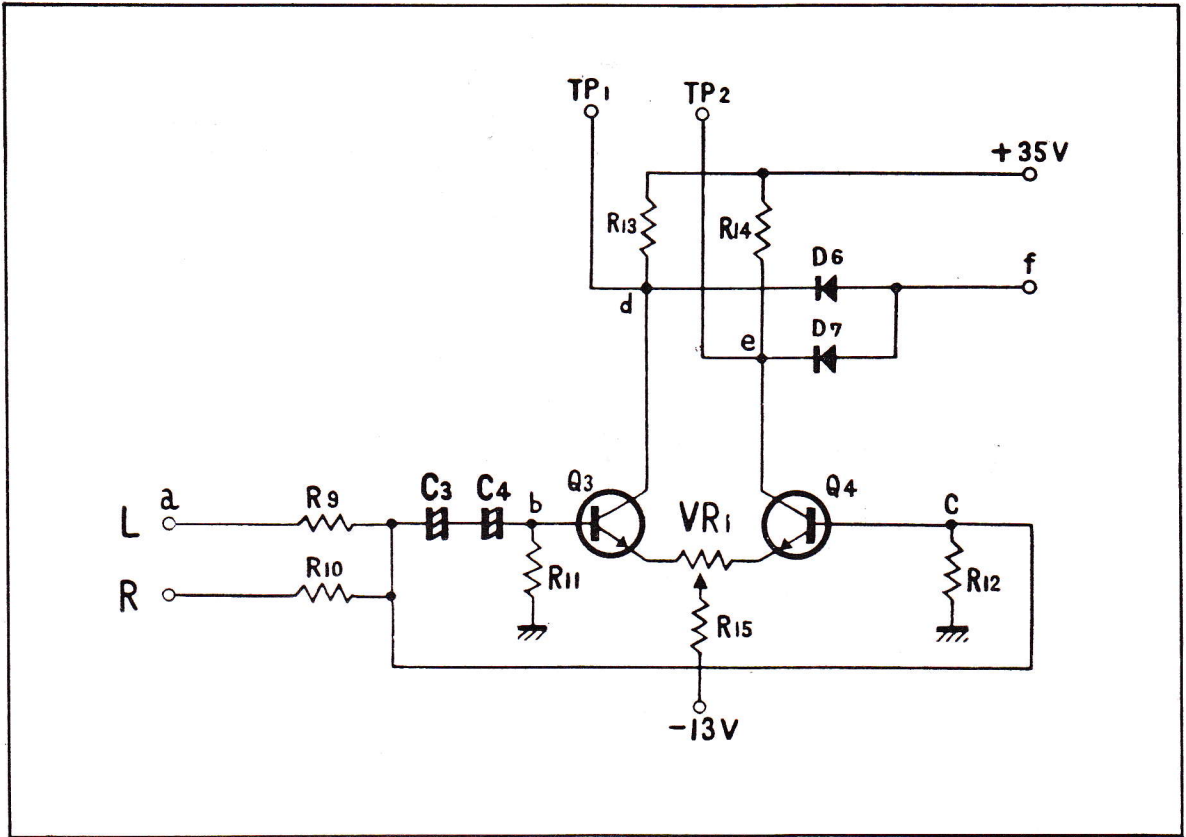 TP1 TP2
+35V
R13 R14
D6 f
d
D7
e
C3 C4 b Q3 VR1 Q4 C
L a R9
R10 R11 R12
R
R15
-13V